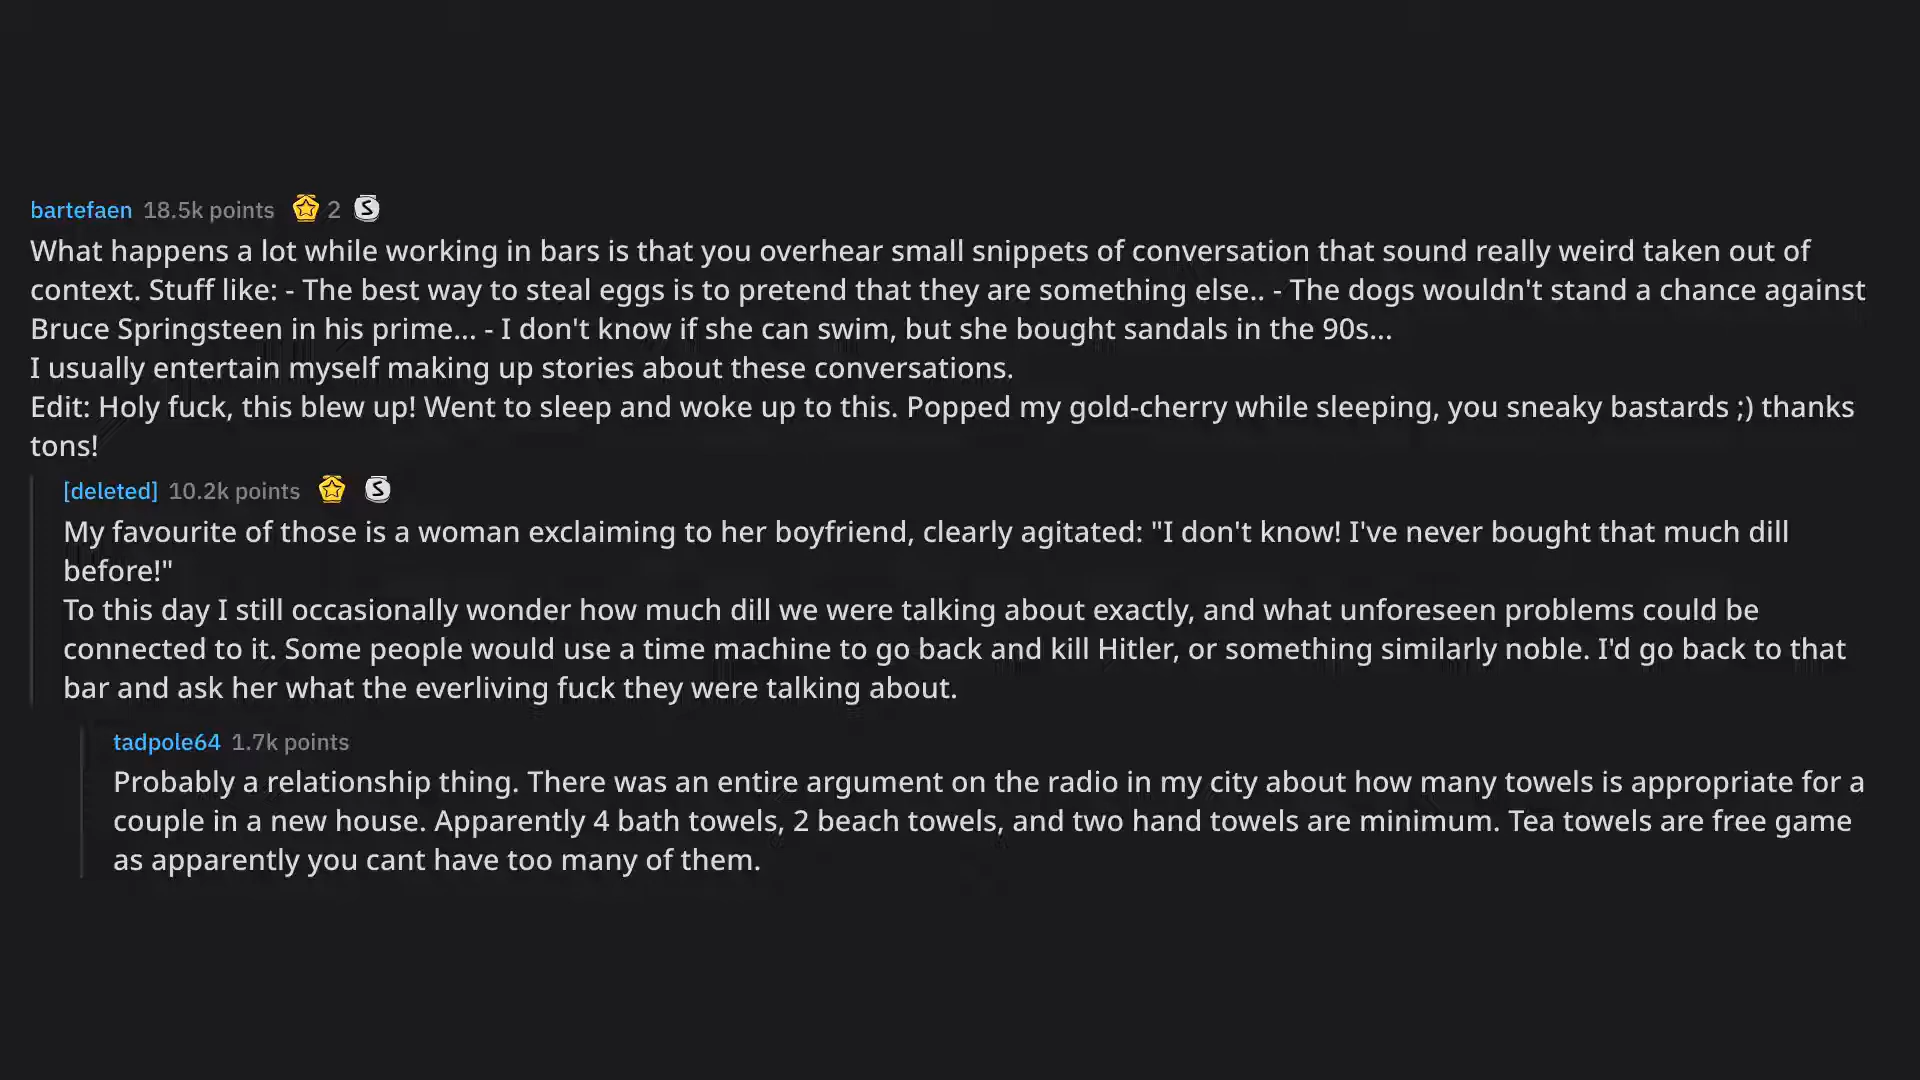 bartefaen 18.5k points 2 S
What happens a lot while working in bars is that you overhear small snippets of conversation that sound really weird taken out of
context. Stuff like: - The best way to steal eggs is to pretend that they are something else.. - The dogs wouldn't stand a chance against
Bruce Springsteen in his prime... - I don't know if she can swim, but she bought sandals in the 90s...
I usually entertain myself making up stories about these conversations.
Edit: Holy fuck, this blew up! Went to sleep and woke up to this. Popped my gold-cherry while sleeping, you sneaky bastards ;) thanks
tons!
[deleted] 10.2k points S
My favourite of those is a woman exclaiming to her boyfriend, clearly agitated: "I don't know! I've never bought that much dill
before!"
To this day I still occasionally wonder how much dill we were talking about exactly, and what unforeseen problems could be
connected to it. Some people would use a time machine to go back and kill Hitler, or something similarly noble. I'd go back to that
bar and ask her what the everliving fuck they were talking about.
tadpole64 1.7k points
Probably a relationship thing. There was an entire argument on the radio in my city about how many towels is appropriate for a
couple in a new house. Apparently 4 bath towels, 2 beach towels, and two hand towels are minimum. Tea towels are free game
as apparently you cant have too many of them.